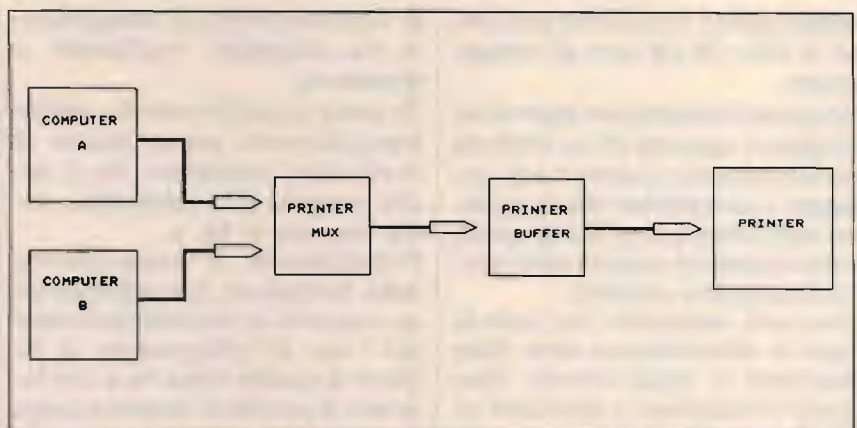 COMPUTER
A
COMPUTER
B
PRINTER
MUX
PRINTER
BUFFER
PRINTER